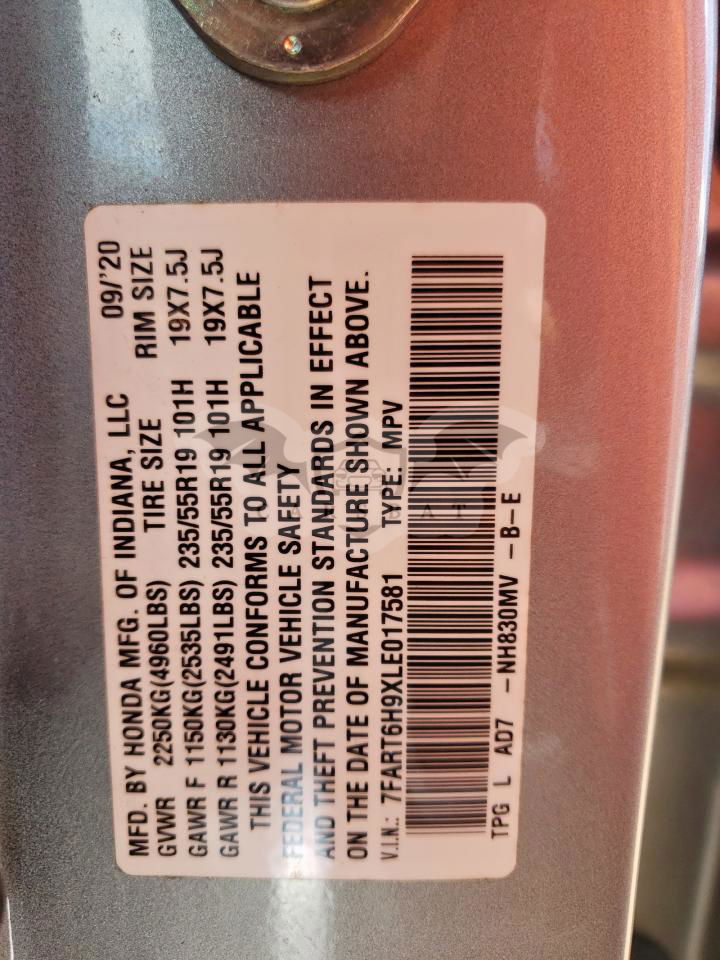 MFD. BY HONDA MFG. OF INDIANA, LLC 09/'20
GVWR 2250KG(4960LBS) TIRE SIZE RIM SIZE
GAWR F 1150KG(2535LBS) 235/55R19 101H 19X7.5J
GAWR R 1130KG(2491LBS) 235/55R19 101H 19X7.5J
THIS VEHICLE CONFORMS TO ALL APPLICABLE
FEDERAL MOTOR VEHICLE SAFETY
AND THEFT PREVENTION STANDARDS IN EFFECT
ON THE DATE OF MANUFACTURE SHOWN ABOVE.
V.I.N.: 7FART6H9XLE017581 TYPE: MPV
TPG L AD7 -NH830MV -B-E